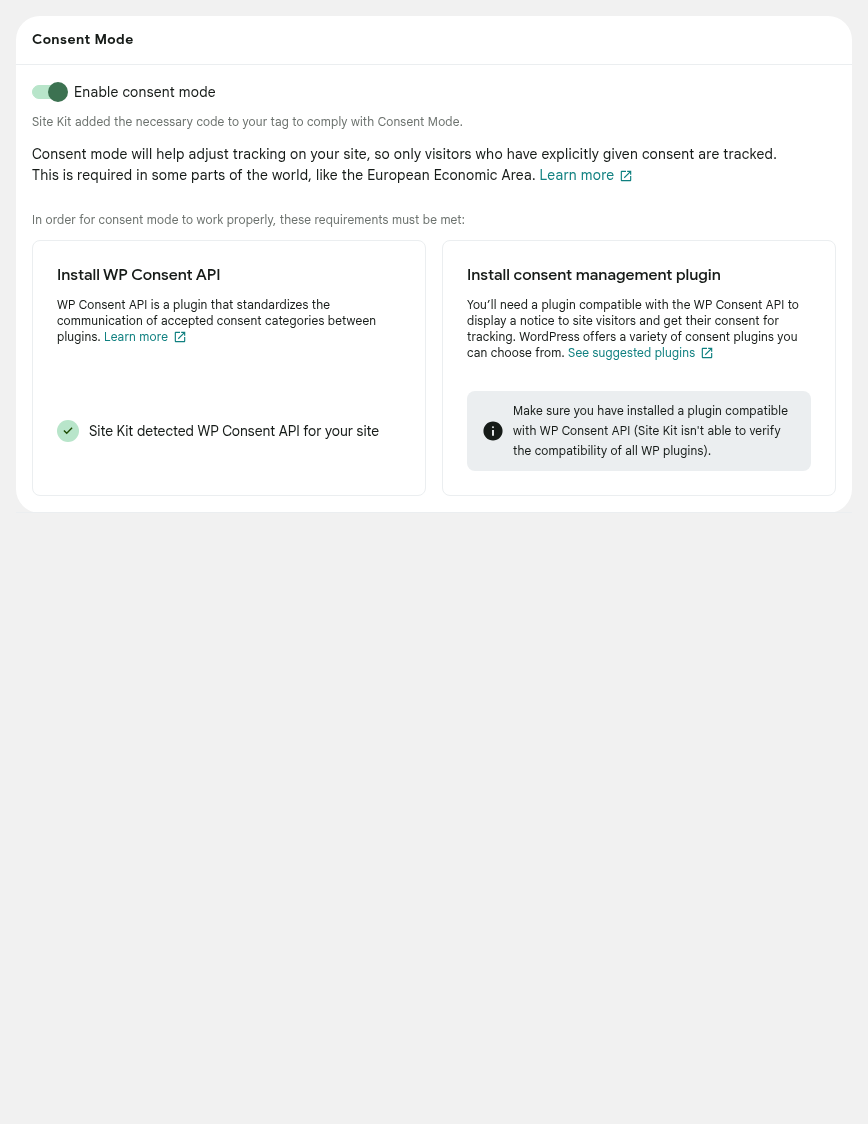 Consent Mode
Enable consent mode
Site Kit added the necessary code to your tag to comply with Consent Mode.
Consent mode will help adjust tracking on your site, so only visitors who have explicitly given consent are tracked.
This is required in some parts of the world, like the European Economic Area. Learn more
In order for consent mode to work properly, these requirements must be met:
Install WP Consent API
WP Consent API is a plugin that standardizes the
communication of accepted consent categories between
plugins. Learn more
Site Kit detected WP Consent API for your site
Install consent management plugin
You’ll need a plugin compatible with the WP Consent API to
display a notice to site visitors and get their consent for
tracking. WordPress offers a variety of consent plugins you
can choose from. See suggested plugins
Make sure you have installed a plugin compatible
with WP Consent API (Site Kit isn't able to verify
the compatibility of all WP plugins).